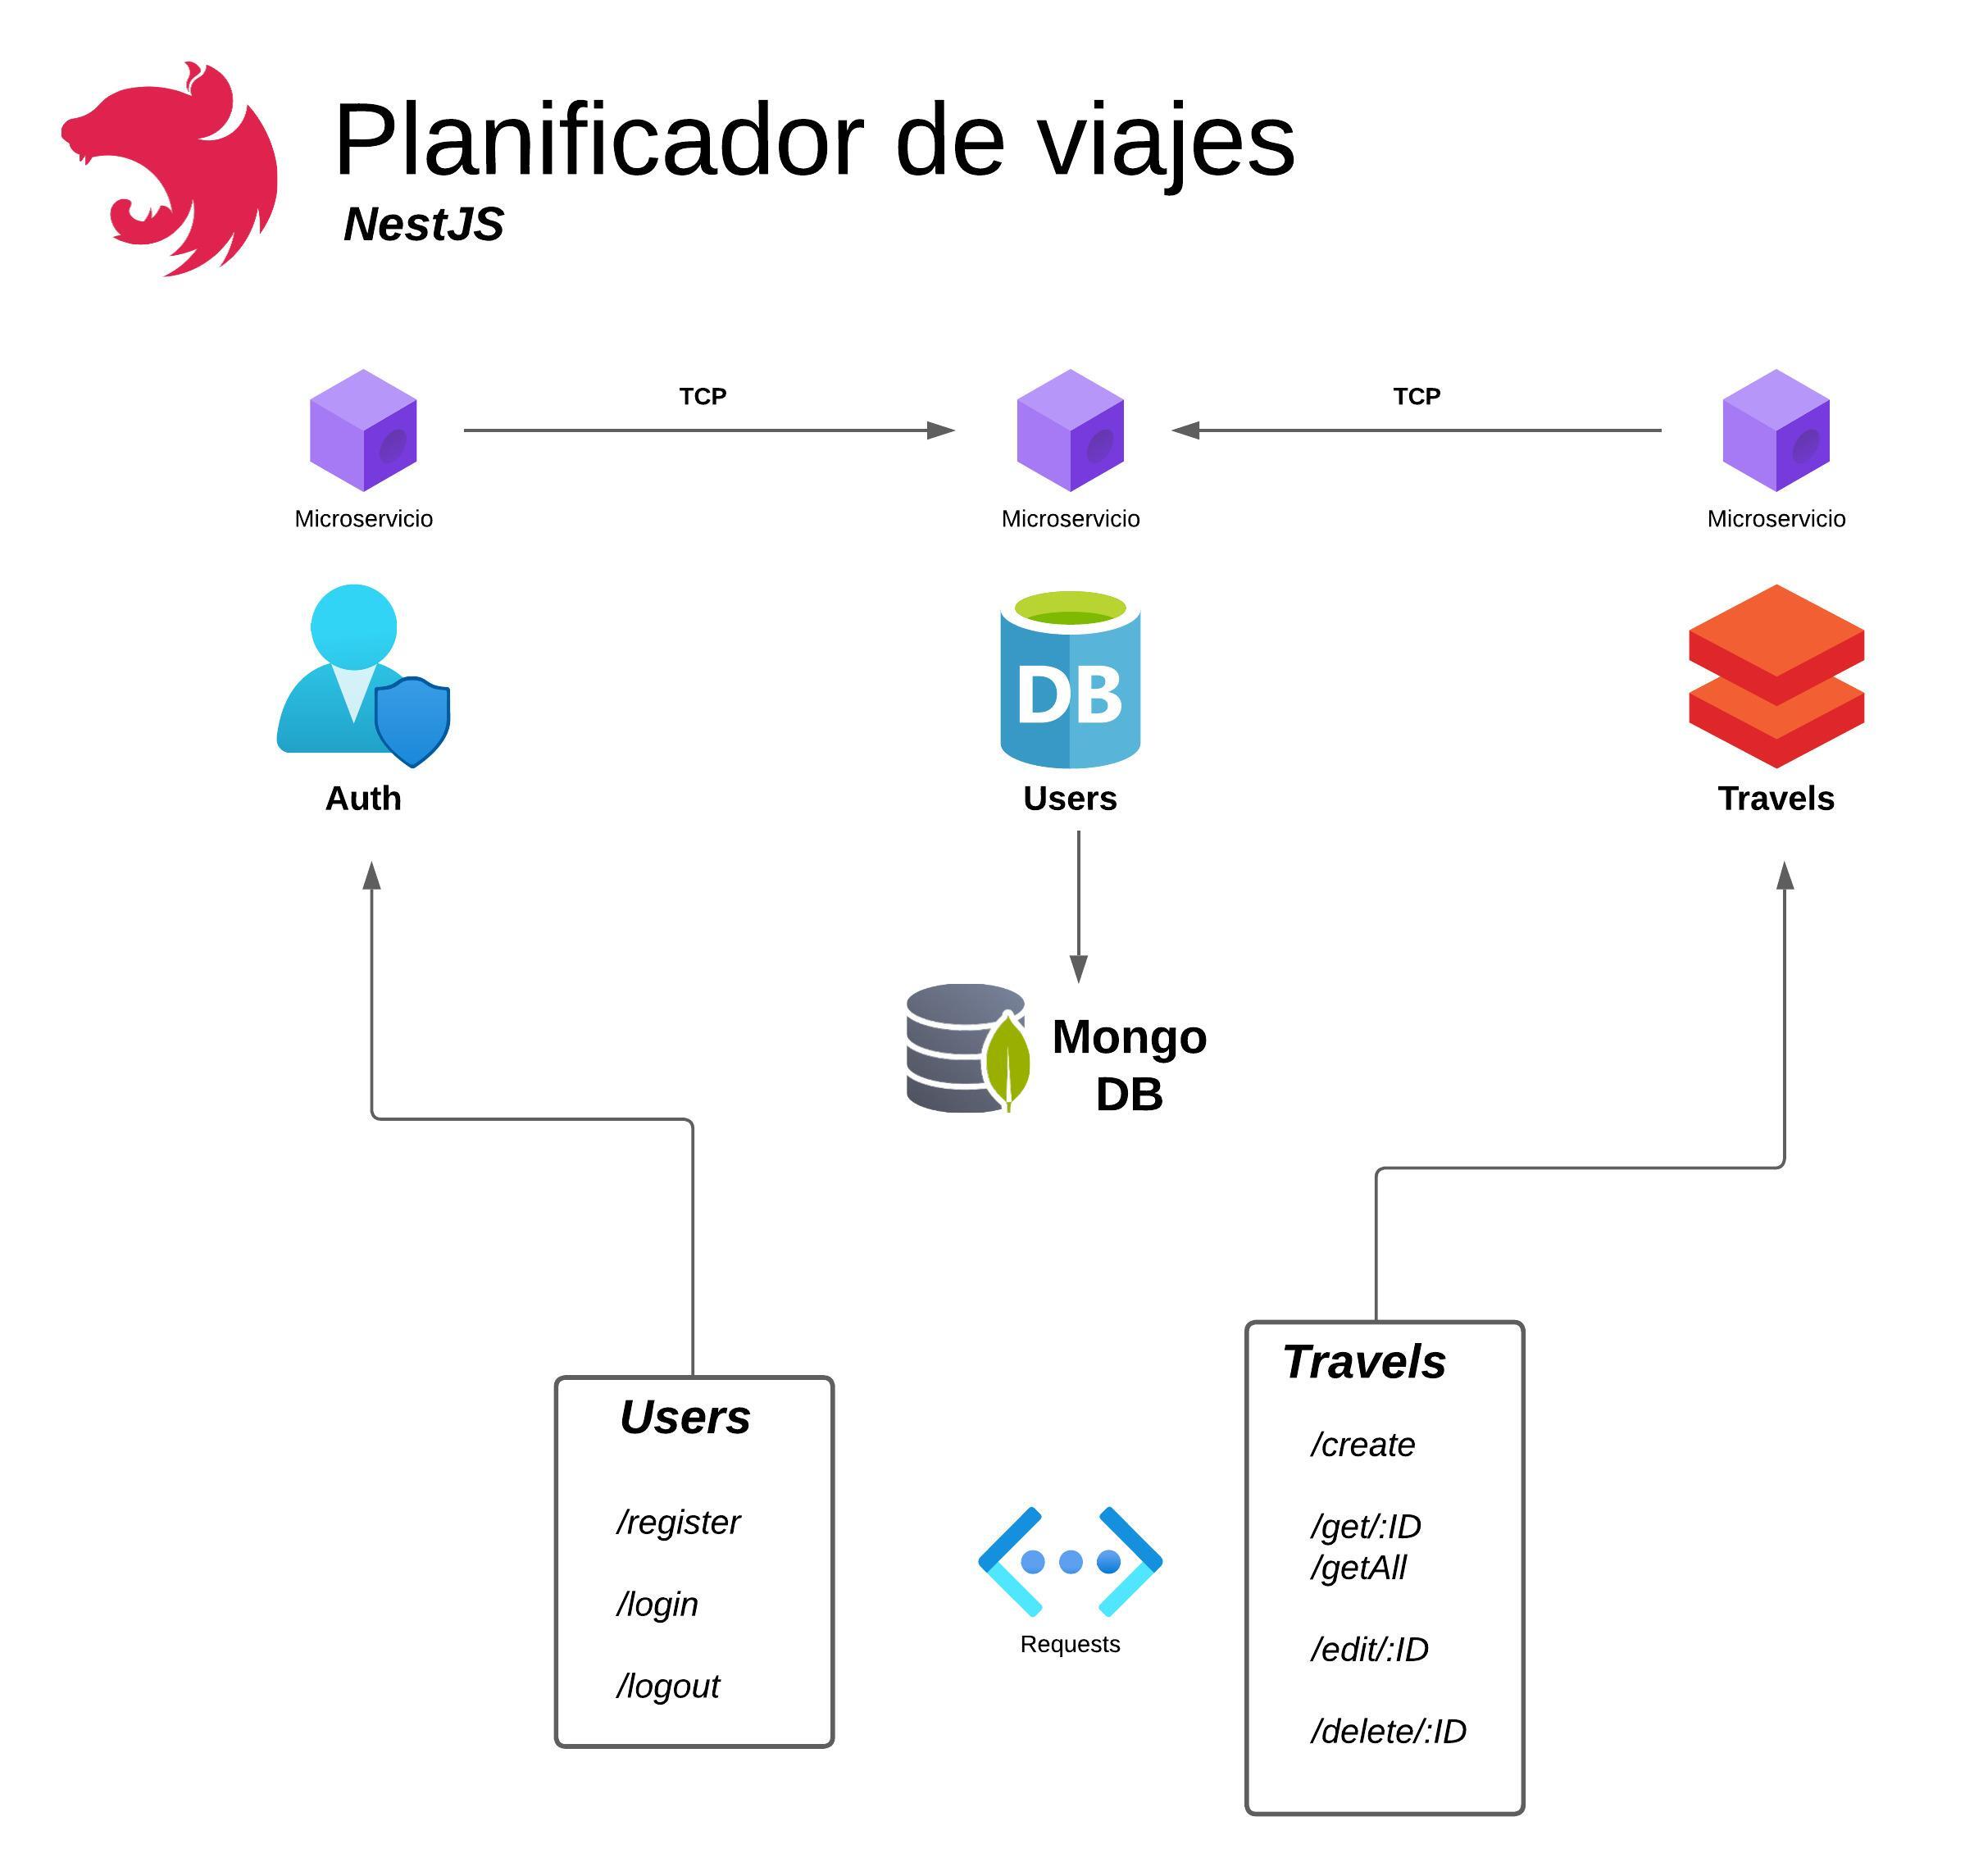 Planificador de viajes
NestJS
TCP
TCP
Microservicio
Microservicio
Microservicio
DB
Auth
Users
Travels
Mongo
DB
Users
/register
/login
/logout
Requests
Travels
/create
/get/:ID
/getAll
/edit/:ID
/delete/:ID